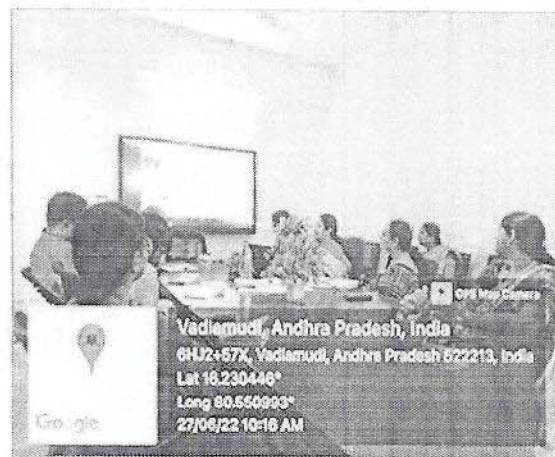 GPS Map Camera
Vadlamudi, Andhra Pradesh, India
6HJ2+57X, Vadlamudi, Andhra Pradesh 522213, India
Lat 16.230446°
Long 80.550993°
27/06/22 10:16 AM
Google